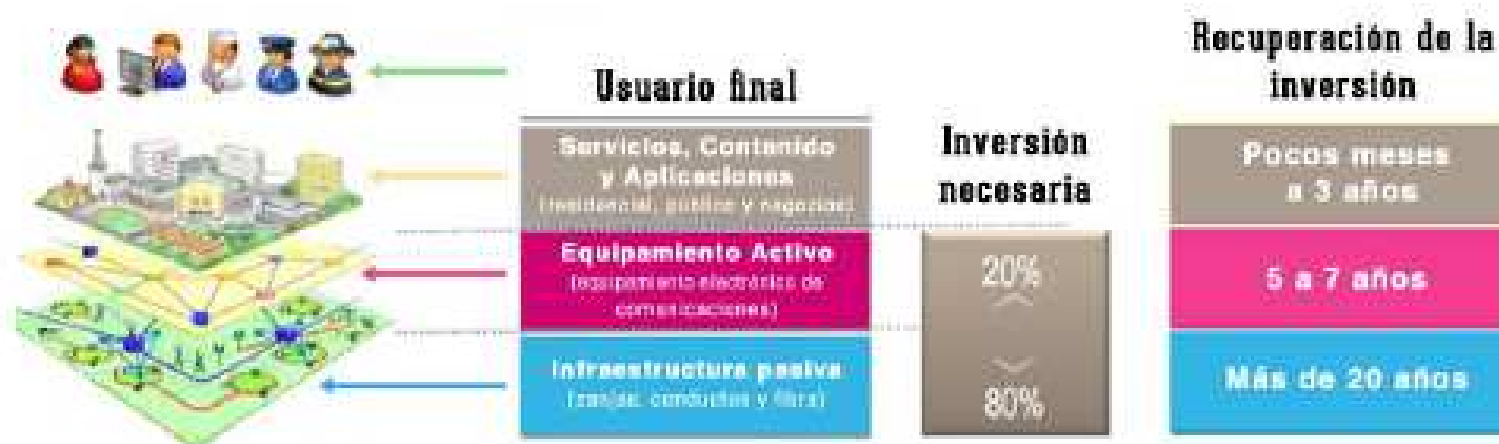 Usuario final
Servicios, Contenido
y Aplicaciones
(residencial, público y negocios)
Equipamiento Activo
(equipamiento electrónico de
comunicaciones)
Infraestructura pasiva
(zanjas, conductos y fibra)
Inversión
necesaria
20%
80%
Recuperación de la
inversión
Pocos meses
a 3 años
5 a 7 años
Más de 20 años